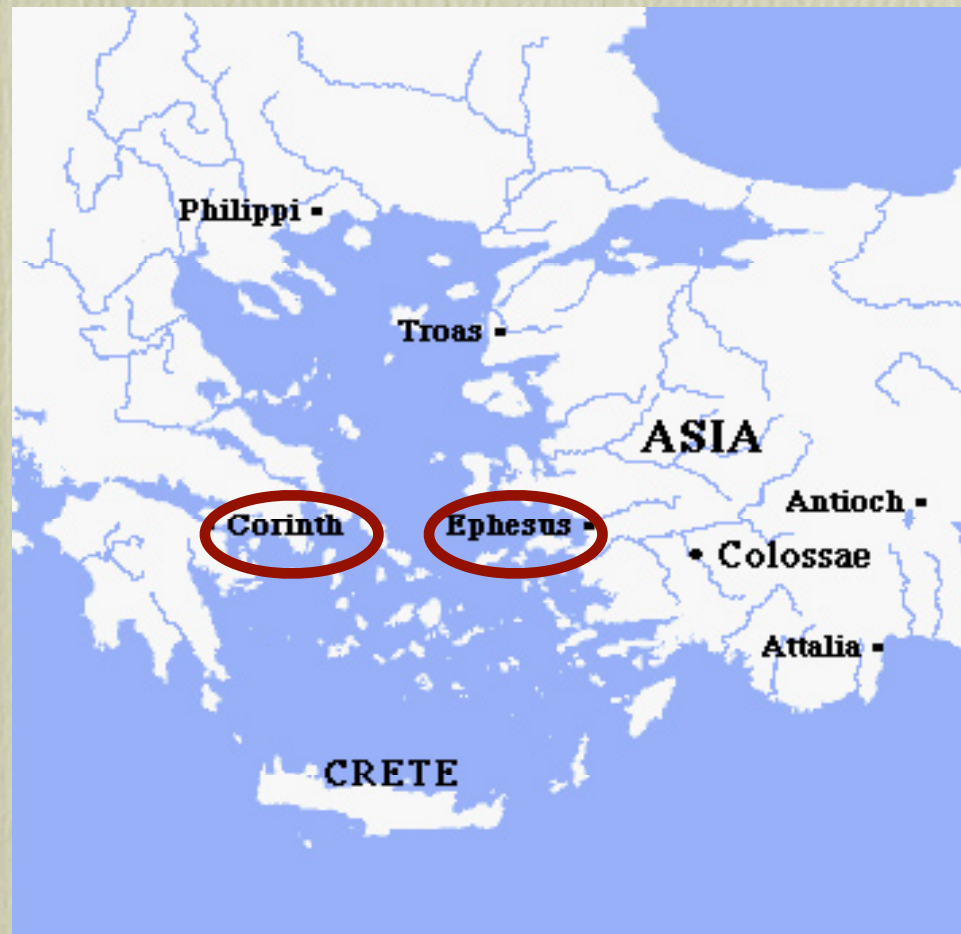 Philippi
Troas
ASIA
Antioch
Corinth
Ephesus
Colossae
Attalia
CRETE